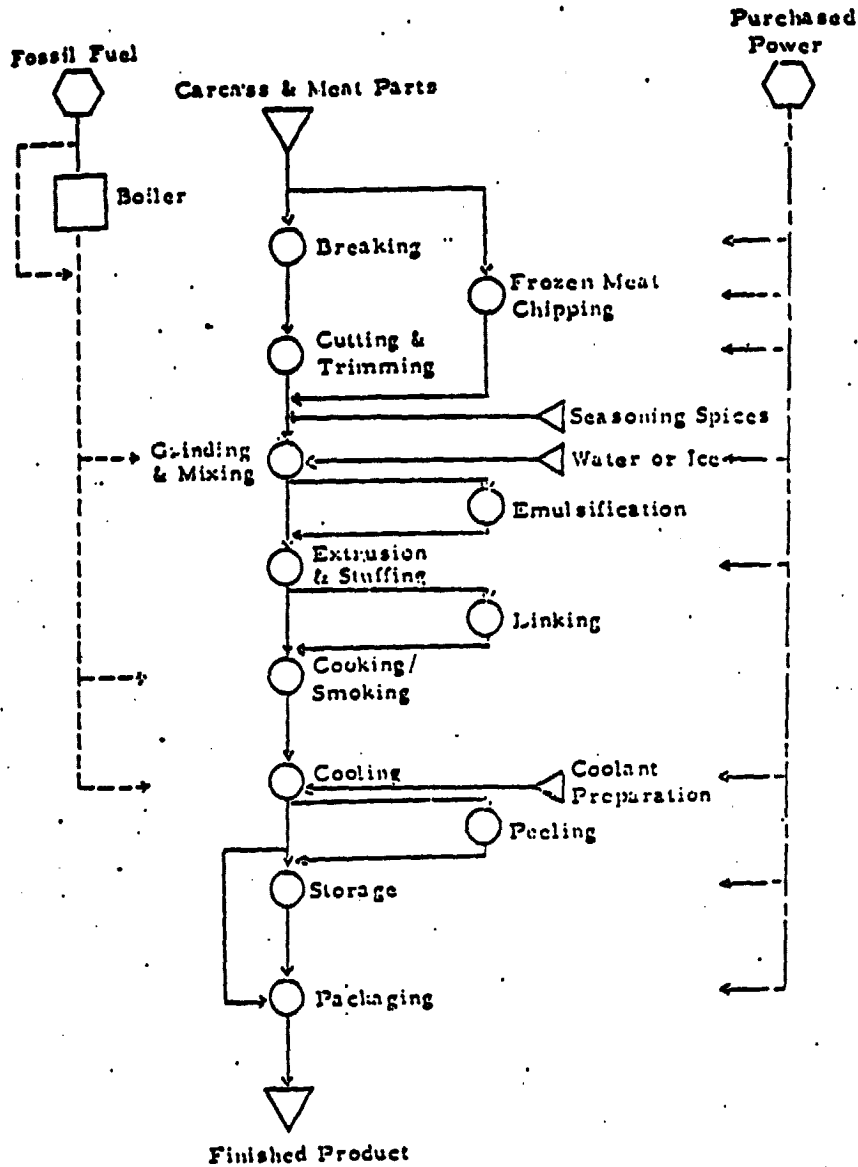 Purchased
Power
Fossil Fuel
Carcass & Meat Parts
Boiler
Breaking
Frozen Meat
Chipping
Cutting &
Trimming
Seasoning Spices
Grinding
& Mixing
Water or Ice
Emulsification
Extrusion
& Stuffing
Linking
Cooking/
Smoking
Cooling
Coolant
Preparation
Peeling
Storage
Packaging
Finished Product